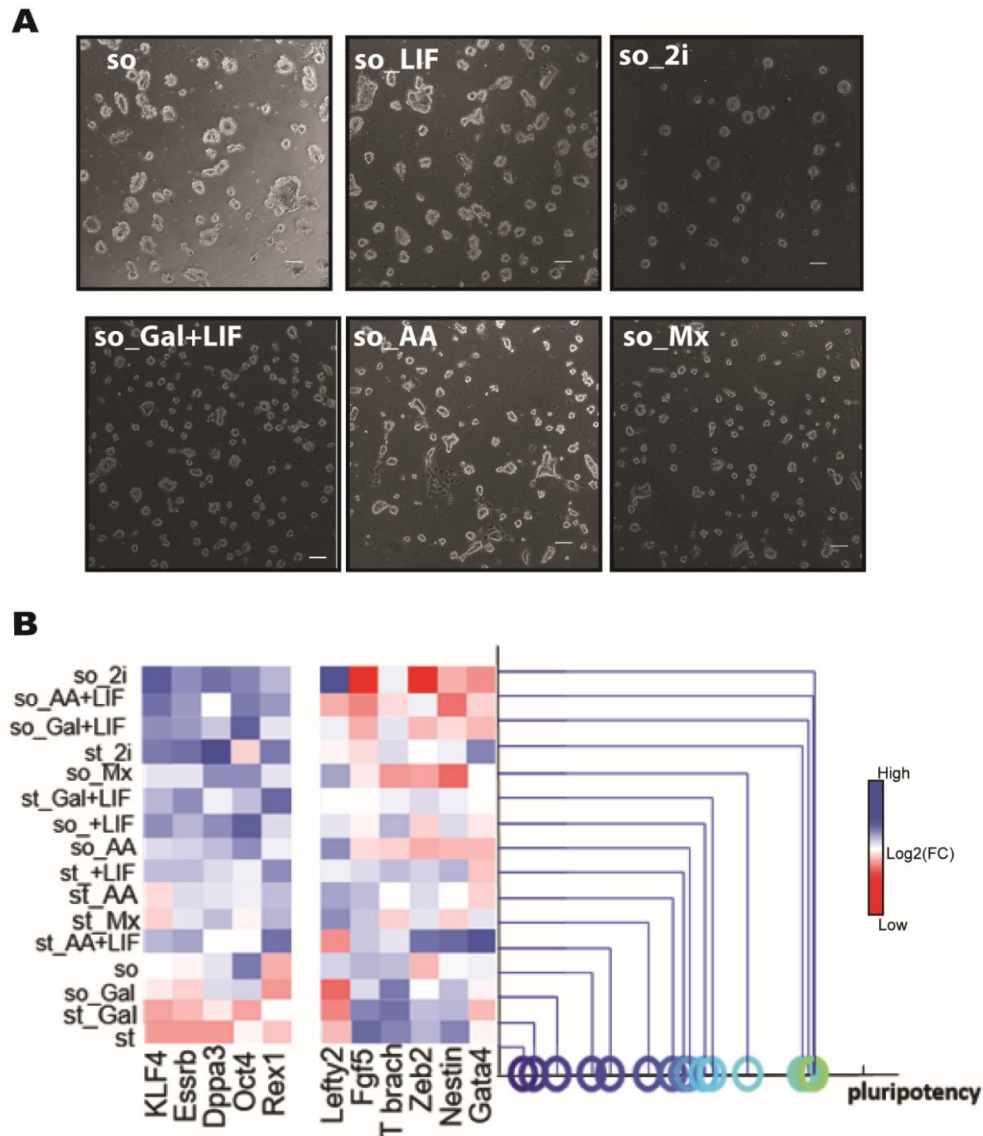 A
so
so_LIF
so_2i
so_Gal+LIF
so_AA
so_Mx
B
so_2i
so_AA+LIF
so_Gal+LIF
st_2i
so_Mx
st_Gal+LIF
so_+LIF
so_AA
st_+LIF
st_AA
st_Mx
st_AA+LIF
so
so_Gal
st_Gal
st
KLF4
Essrb
Dppa3
Oct4
Rex1
Lefty2
Fgf5
T brach
Zeb2
Nestin
Gata4
High
Log2(FC)
Low
pluripotency